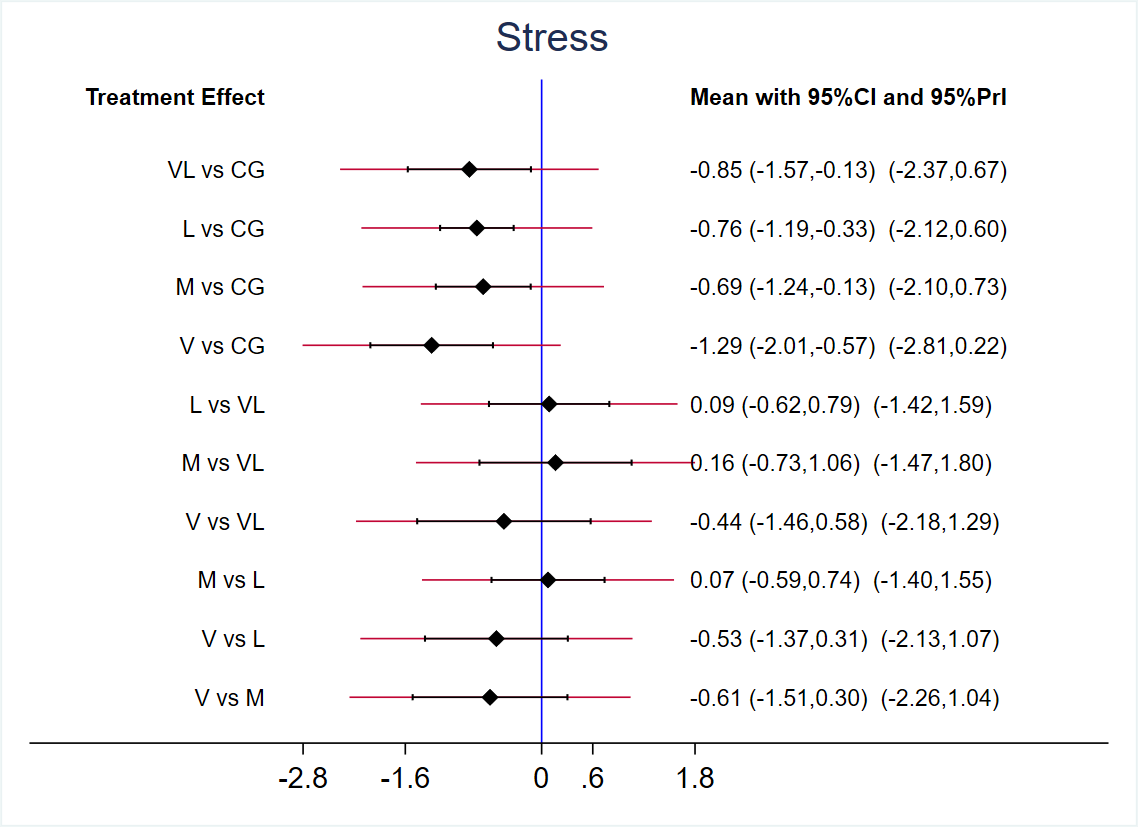 Stress
Treatment Effect Mean with 95%CI and 95%PrI
VL vs CG -0.85 (-1.57,-0.13) (-2.37,0.67)
L vs CG -0.76 (-1.19,-0.33) (-2.12,0.60)
M vs CG -0.69 (-1.24,-0.13) (-2.10,0.73)
V vs CG -1.29 (-2.01,-0.57) (-2.81,0.22)
L vs VL 0.09 (-0.62,0.79) (-1.42,1.59)
M vs VL 0.16 (-0.73,1.06) (-1.47,1.80)
V vs VL -0.44 (-1.46,0.58) (-2.18,1.29)
M vs L 0.07 (-0.59,0.74) (-1.40,1.55)
V vs L -0.53 (-1.37,0.31) (-2.13,1.07)
V vs M -0.61 (-1.51,0.30) (-2.26,1.04)
-2.8 -1.6 0 .6 1.8